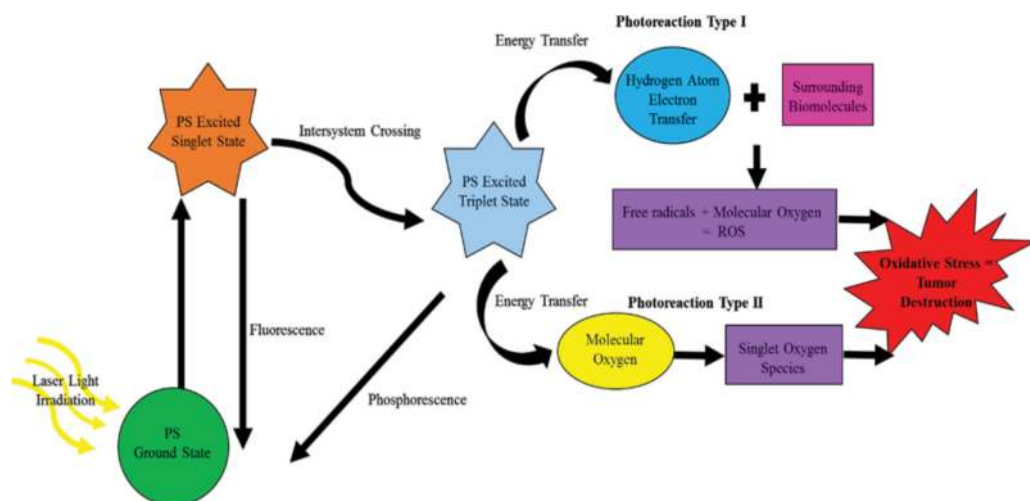 Photoreaction Type I
Energy Transfer
Hydrogen Atom
Electron
Transfer
Surrounding
Biomolecules
PS Excited
Singlet State
Intersystem Crossing
PS Excited
Triplet State
Free radicals + Molecular Oxygen
= ROS
Oxidative Stress =
Tumor
Destruction
Energy Transfer
Photoreaction Type II
Fluorescence
Molecular
Oxygen
Singlet Oxygen
Species
Laser Light
Irradiation
Phosphorescence
PS
Ground State